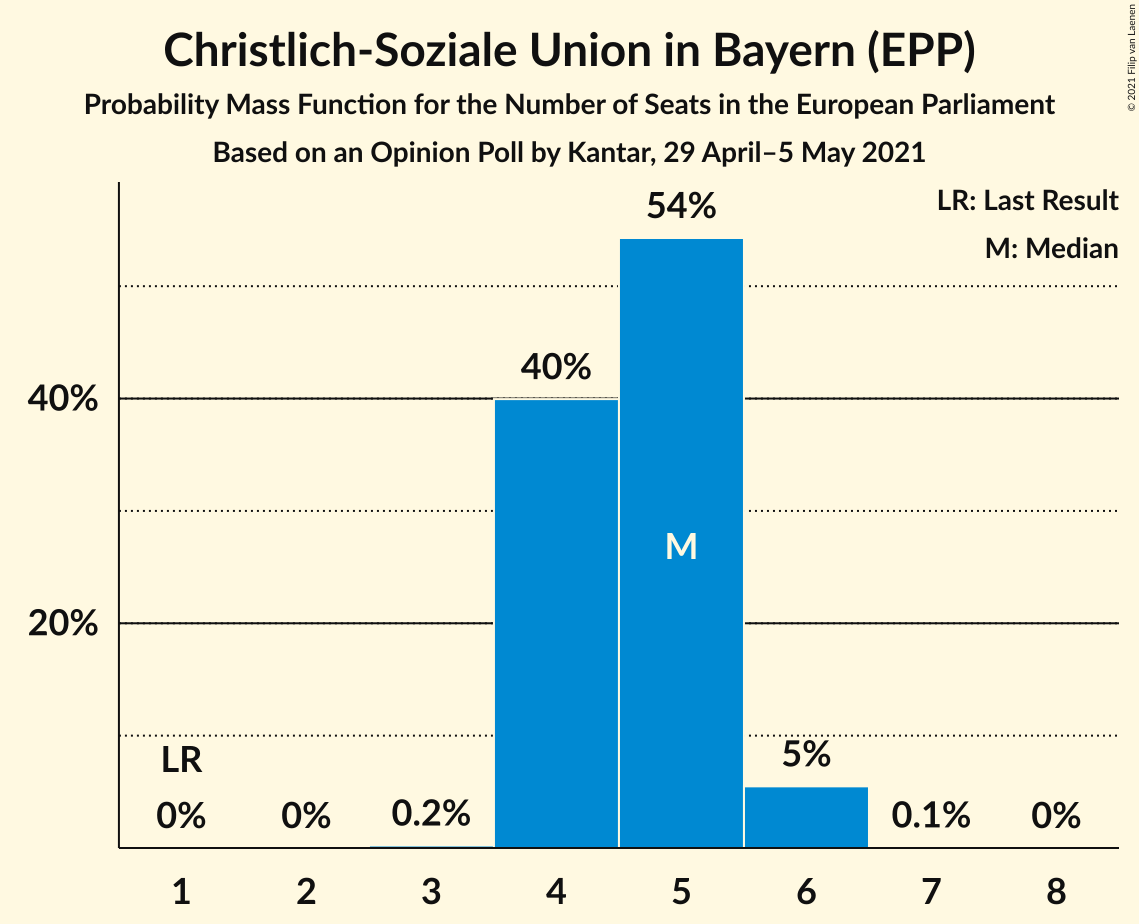 Christlich-Soziale Union in Bayern (EPP)
Probability Mass Function for the Number of Seats in the European Parliament
Based on an Opinion Poll by Kantar, 29 April–5 May 2021
© 2021 Filip van Laenen
LR: Last Result
M: Median
54%
40%
40%
M
20%
LR
5%
0%
0%
0.2%
0.1%
0%
1 2 3 4 5 6 7 8